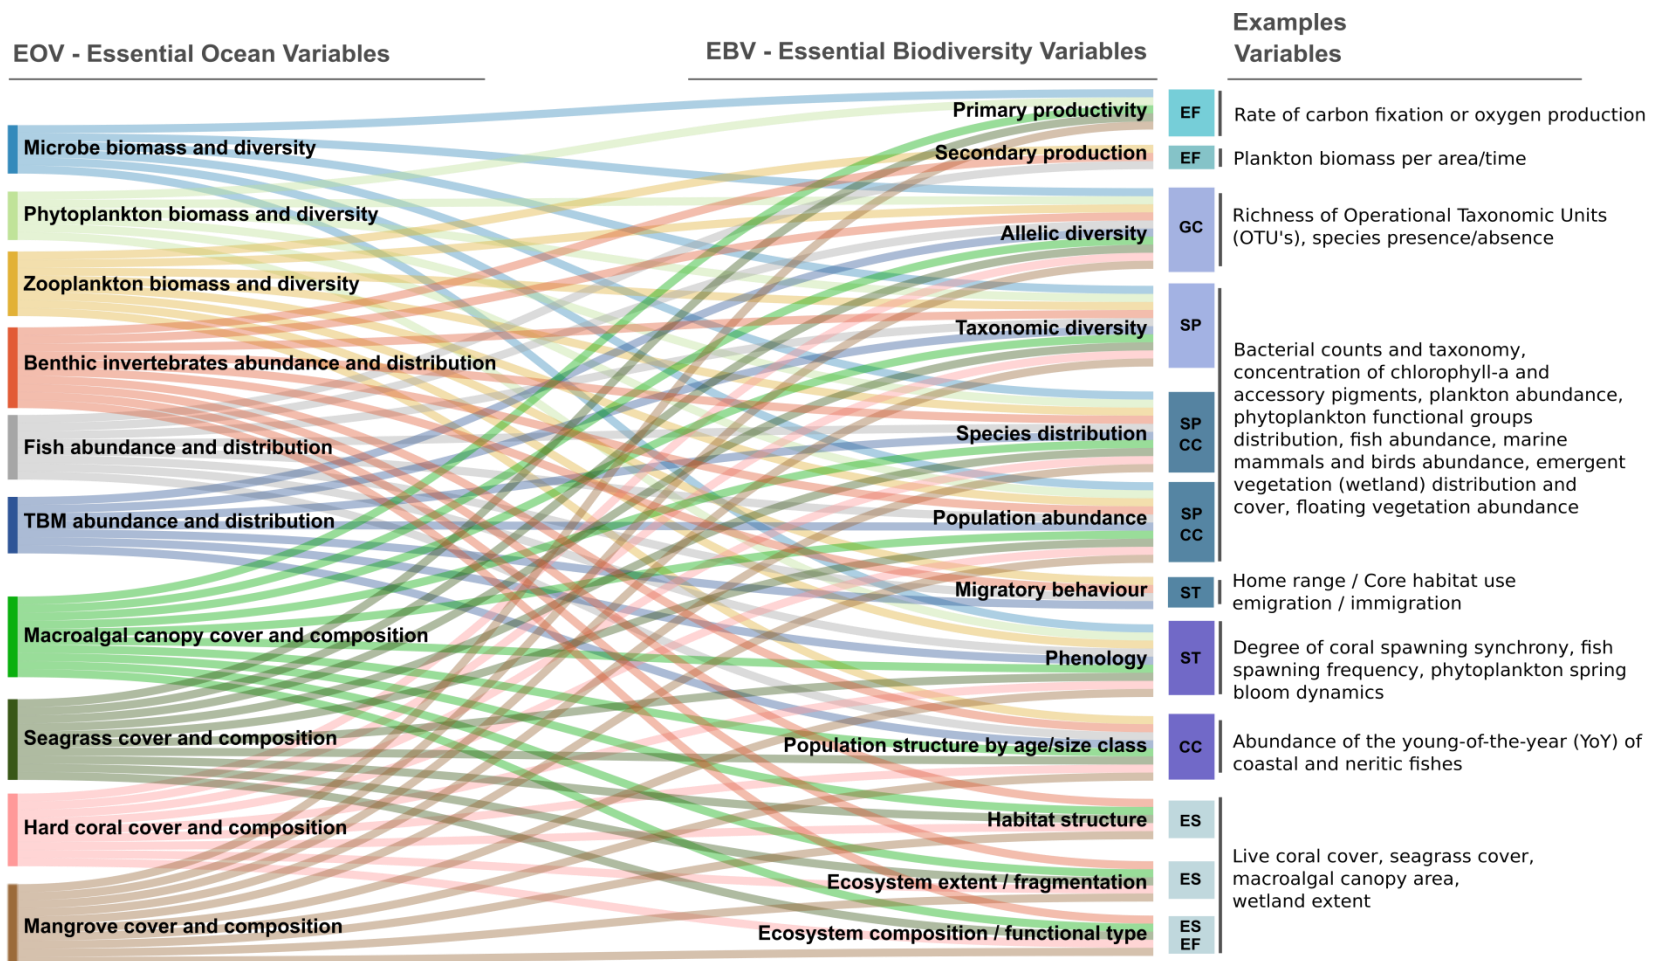 EOV - Essential Ocean Variables
EBV - Essential Biodiversity Variables
Examples
Variables
Microbe biomass and diversity
Phytoplankton biomass and diversity
Zooplankton biomass and diversity
Benthic invertebrates abundance and distribution
Fish abundance and distribution
TBM abundance and distribution
Macroalgal canopy cover and composition
Seagrass cover and composition
Hard coral cover and composition
Mangrove cover and composition
Primary productivity
EF
Rate of carbon fixation or oxygen production
Secondary production
EF
Plankton biomass per area/time
Allelic diversity
GC
Richness of Operational Taxonomic Units
(OTU's), species presence/absence
Taxonomic diversity
SP
Species distribution
SP
CC
Population abundance
SP
CC
Bacterial counts and taxonomy,
concentration of chlorophyll-a and
accessory pigments, plankton abundance,
phytoplankton functional groups
distribution, fish abundance, marine
mammals and birds abundance, emergent
vegetation (wetland) distribution and
cover, floating vegetation abundance
Migratory behaviour
ST
Home range / Core habitat use
emigration / immigration
Phenology
ST
Degree of coral spawning synchrony, fish
spawning frequency, phytoplankton spring
bloom dynamics
Population structure by age/size class
CC
Abundance of the young-of-the-year (YoY) of
coastal and neritic fishes
Habitat structure
ES
Ecosystem extent / fragmentation
ES
Ecosystem composition / functional type
ES
EF
Live coral cover, seagrass cover,
macroalgal canopy area,
wetland extent